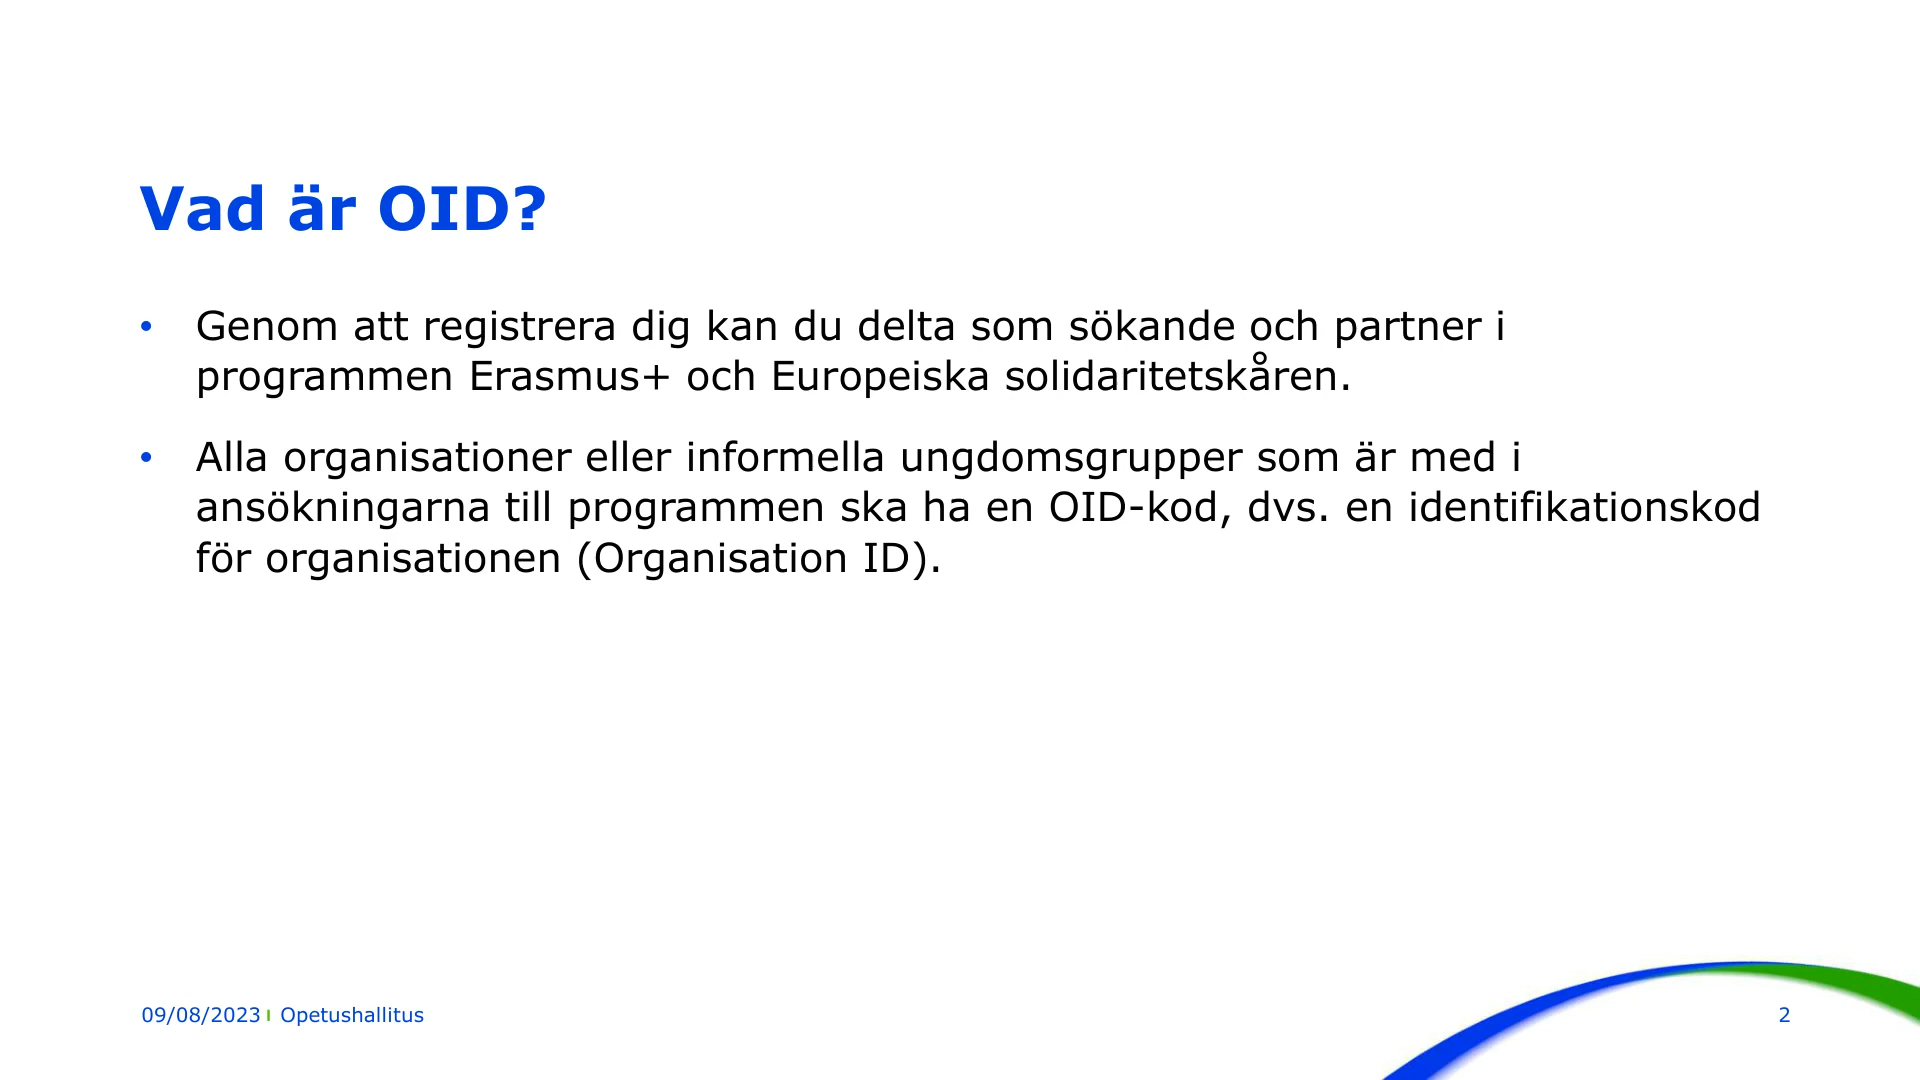 Vad är OID?
• Genom att registrera dig kan du delta som sökande och partner i
programmen Erasmus+ och Europeiska solidaritetskåren.
• Alla organisationer eller informella ungdomsgrupper som är med i
ansökningarna till programmen ska ha en OID-kod, dvs. en identifikationskod
för organisationen (Organisation ID).
09/08/2023 Opetushallitus
2